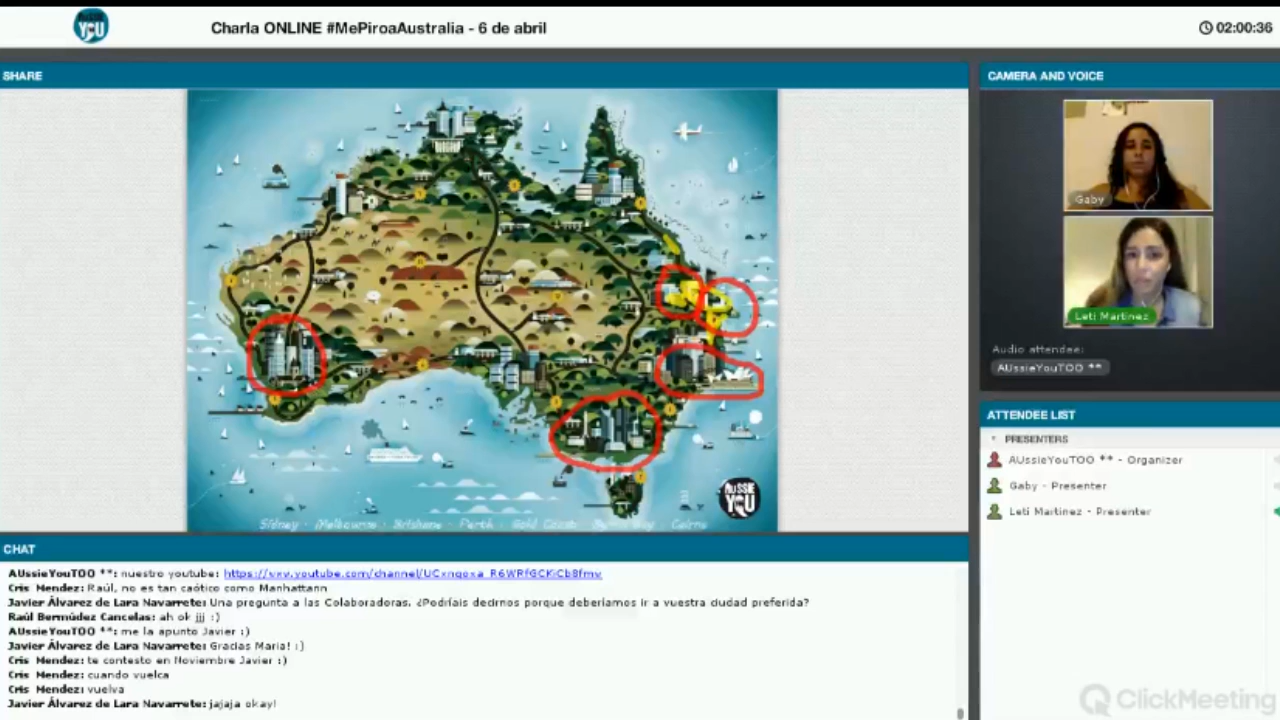 AUSSIE
YOU
Charla ONLINE #MePiroaAustralia - 6 de abril
02:00:36
SHARE
CAMERA AND VOICE
Gaby
Leti Martinez
Audio attendee:
AUssieYouTOO **
AUSSIE
YOU
Sidney · Melbourne · Brisbane · Perth · Gold Coast Cairns
ATTENDEE LIST
PRESENTERS
AUssieYouTOO ** - Organizer
Gaby - Presenter
Leti Martinez - Presenter
CHAT
AUssieYouTOO **: nuestro youtube:
Cris Mendez: Raúl, no es tan caótico como Manhattann
Javier Álvarez de Lara Navarrete: Una pregunta a las Colaboradoras. ¿Podríais decirnos porque deberiamos ir a vuestra ciudad preferida?
Raúl Bermúdez Cancelas: ah ok jjj :)
AUssieYouTOO **: me la apunto Javier :)
Javier Álvarez de Lara Navarrete: Gracias Maria! :)
Cris Mendez: te contesto en Noviembre Javier :)
Cris Mendez: cuando vuelca
Cris Mendez: vuelva
Javier Álvarez de Lara Navarrete: jajaja okay!
ClickMeeting